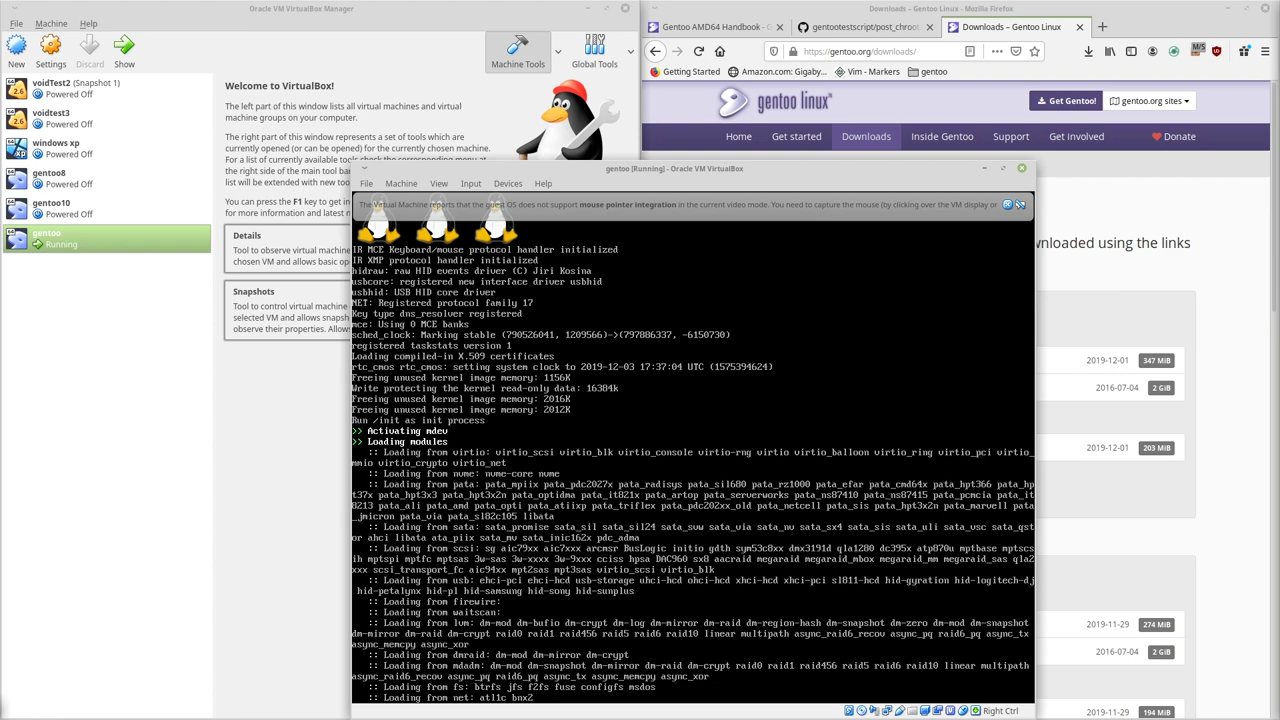 Oracle VM VirtualBox Manager
File Machine Help
New Settings Discard Show
Machine Tools Global Tools
voidTest2 (Snapshot 1)
Powered Off
voidtest3
Powered Off
windows xp
Powered Off
gentoo8
Powered Off
gentoo10
Powered Off
gentoo
Running
Welcome to VirtualBox!
The left part of this window lists all virtual machines and virtual
machine groups on your computer.
The right part of this window represents a set of tools which are
currently opened (or can be opened) for the currently chosen machine.
For a list of currently available tools check the corresponding menu at
the right side of the main tool bar
list will be extended with new too
You can press the F1 key to get in
for more information and latest n
Details
Tool to observe virtual machine
chosen VM and allows basic op
Snapshots
Tool to control virtual machine
selected VM and allows snapsh
observe their properties. Allows
Downloads – Gentoo Linux - Mozilla Firefox
Gentoo AMD64 Handbook - G
gentootestscript/post_chroot
Downloads – Gentoo Linux
https://gentoo.org/downloads/
Getting Started Amazon.com: Gigaby... Vim - Markers gentoo
gentoo linux
Get Gentoo! gentoo.org sites
Home Get started Downloads Inside Gentoo Support Get Involved Donate
wnloaded using the links
2019-12-01 347 MiB
2016-07-04 2 GiB
2019-12-01 203 MiB
2019-11-29 274 MiB
2016-07-04 2 GiB
2019-11-29 194 MiB
gentoo [Running] - Oracle VM VirtualBox
File Machine View Input Devices Help
The Virtual Machine reports that the guest OS does not support mouse pointer integration in the current video mode. You need to capture the mouse (by clicking over the VM display or
IR MCE Keyboard/mouse protocol handler initialized
IR XMP protocol handler initialized
hidraw: raw HID events driver (C) Jiri Kosina
usbcore: registered new interface driver usbhid
usbhid: USB HID core driver
NET: Registered protocol family 17
Key type dns_resolver registered
mce: Using 0 MCE banks
sched_clock: Marking stable (790526041, 1209566)->(797886337, -6150730)
registered taskstats version 1
Loading compiled-in X.509 certificates
rtc_cmos rtc_cmos: setting system clock to 2019-12-03 17:37:04 UTC (1575394624)
Freeing unused kernel image memory: 1156K
Write protecting the kernel read-only data: 16384k
Freeing unused kernel image memory: 2016K
Freeing unused kernel image memory: 2012K
Run /init as init process
>> Activating mdev
>> Loading modules
:: Loading from virtio: virtio_scsi virtio_blk virtio_console virtio-rng virtio virtio_balloon virtio_ring virtio_pci virtio_
mmio virtio_crypto virtio_net
:: Loading from nvme: nvme-core nvme
:: Loading from pata: pata_mpiix pata_pdc2027x pata_radisys pata_sil680 pata_rz1000 pata_efar pata_cmd64x pata_hpt366 pata_hp
t37x pata_hpt3x3 pata_hpt3x2n pata_optidma pata_it821x pata_artop pata_serverworks pata_ns87410 pata_ns87415 pata_pcmcia pata_it
8213 pata_ali pata_amd pata_opti pata_atiixp pata_triflex pata_pdc202xx_old pata_netcell pata_sis pata_hpt3x2n pata_marvell pata
_jmicron pata_via pata_sl82c105 libata
:: Loading from sata: sata_promise sata_sil sata_sil24 sata_svw sata_via sata_nv sata_sx4 sata_sis sata_uli sata_vsc sata_qst
or ahci libata ata_piix sata_mv sata_inic162x pdc_adma
:: Loading from scsi: sg aic79xx aic7xxx arcmsr BusLogic initio gdth sym53c8xx dmx3191d qla1280 dc395x atp870u mptbase mptscs
ih mptspi mptfc mptsas 3w-sas 3w-xxxx 3w-9xxx cciss hpsa DAC960 sx8 aacraid megaraid megaraid_mbox megaraid_mm megaraid_sas qla2
xxx scsi_transport_fc aic94xx mpt2sas mpt3sas virtio_scsi virtio_blk
:: Loading from usb: ehci-pci ehci-hcd usb-storage uhci-hcd ohci-hcd xhci-hcd xhci-pci sl811-hcd hid-gyration hid-logitech-dj
hid-petalynx hid-pl hid-samsung hid-sony hid-sunplus
:: Loading from firewire:
:: Loading from waitscan:
:: Loading from lvm: dm-mod dm-bufio dm-crypt dm-log dm-mirror dm-raid dm-region-hash dm-snapshot dm-zero dm-mod dm-snapshot
dm-mirror dm-raid dm-crypt raid0 raid1 raid456 raid5 raid6 raid10 linear multipath async_raid6_recov async_pq raid6_pq async_tx
async_memcpy async_xor
:: Loading from dmraid: dm-mod dm-mirror dm-crypt
:: Loading from mdadm: dm-mod dm-snapshot dm-mirror dm-raid dm-crypt raid0 raid1 raid456 raid5 raid6 raid10 linear multipath
async_raid6_recov async_pq raid6_pq async_tx async_memcpy async_xor
:: Loading from fs: btrfs jfs f2fs fuse configfs msdos
:: Loading from net: atl1c bnx2
Right Ctrl